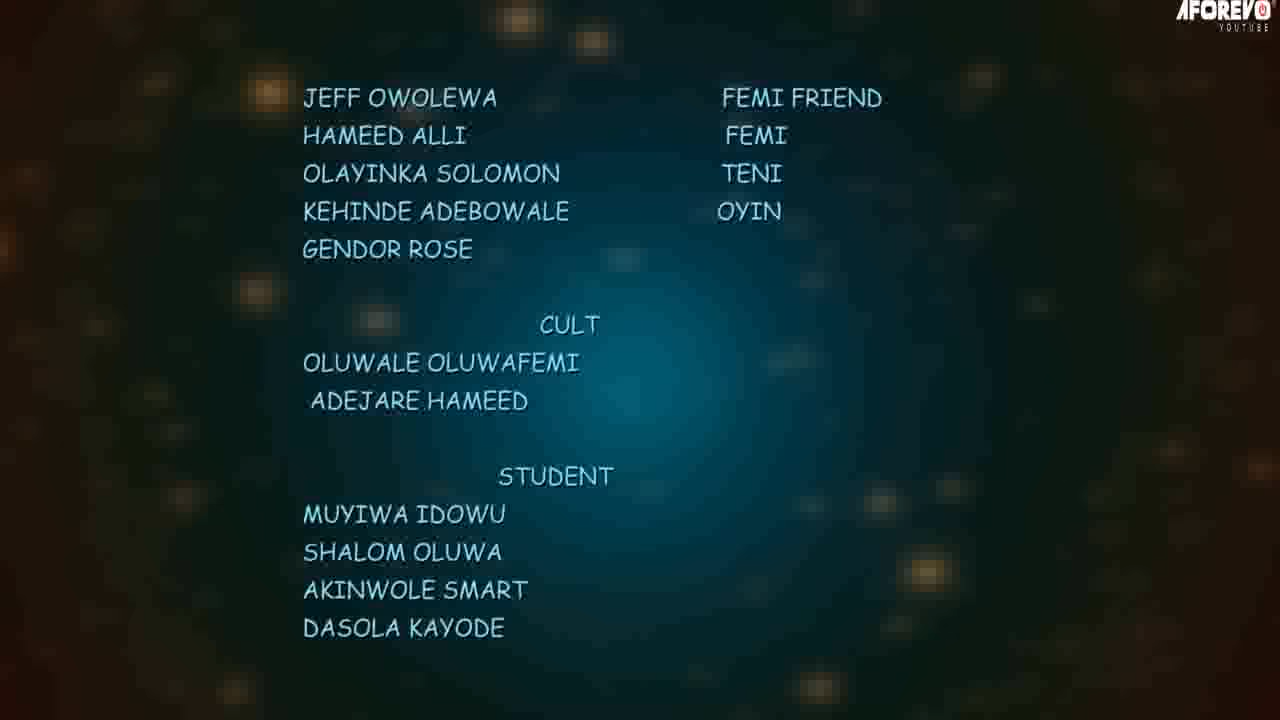 AFOREVO
YOUTUBE
JEFF OWOLEWA FEMI FRIEND
HAMEED ALLI FEMI
OLAYINKA SOLOMON TENI
KEHINDE ADEBOWALE OYIN
GENDOR ROSE
CULT
OLUWALE OLUWAFEMI
ADEJARE HAMEED
STUDENT
MUYIWA IDOWU
SHALOM OLUWA
AKINWOLE SMART
DASOLA KAYODE